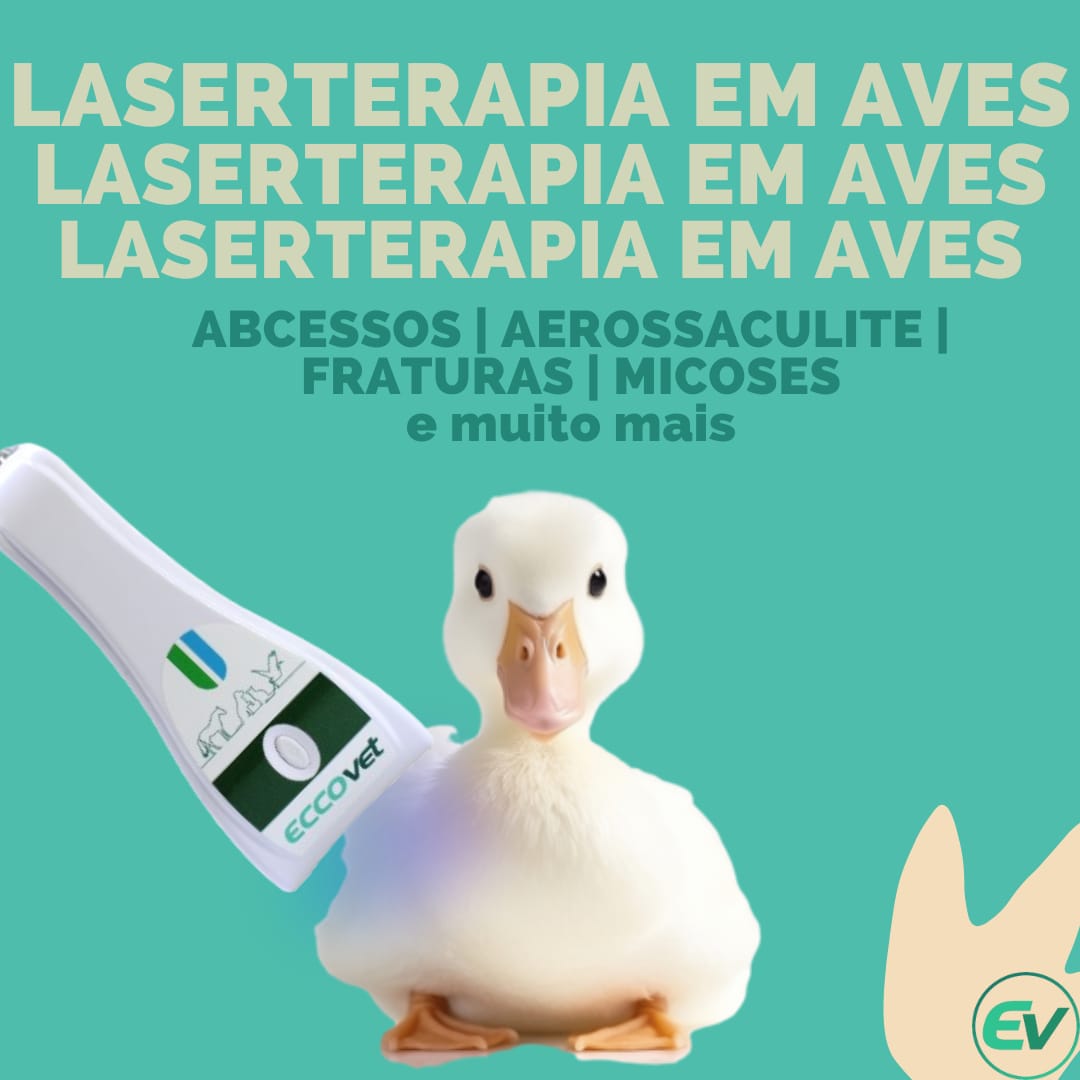 LASERTERAPIA EM AVES
LASERTERAPIA EM AVES
LASERTERAPIA EM AVES
ABCESSOS | AEROSSACULITE |
FRATURAS | MICOSES
e muito mais
ECCOVET
Ev